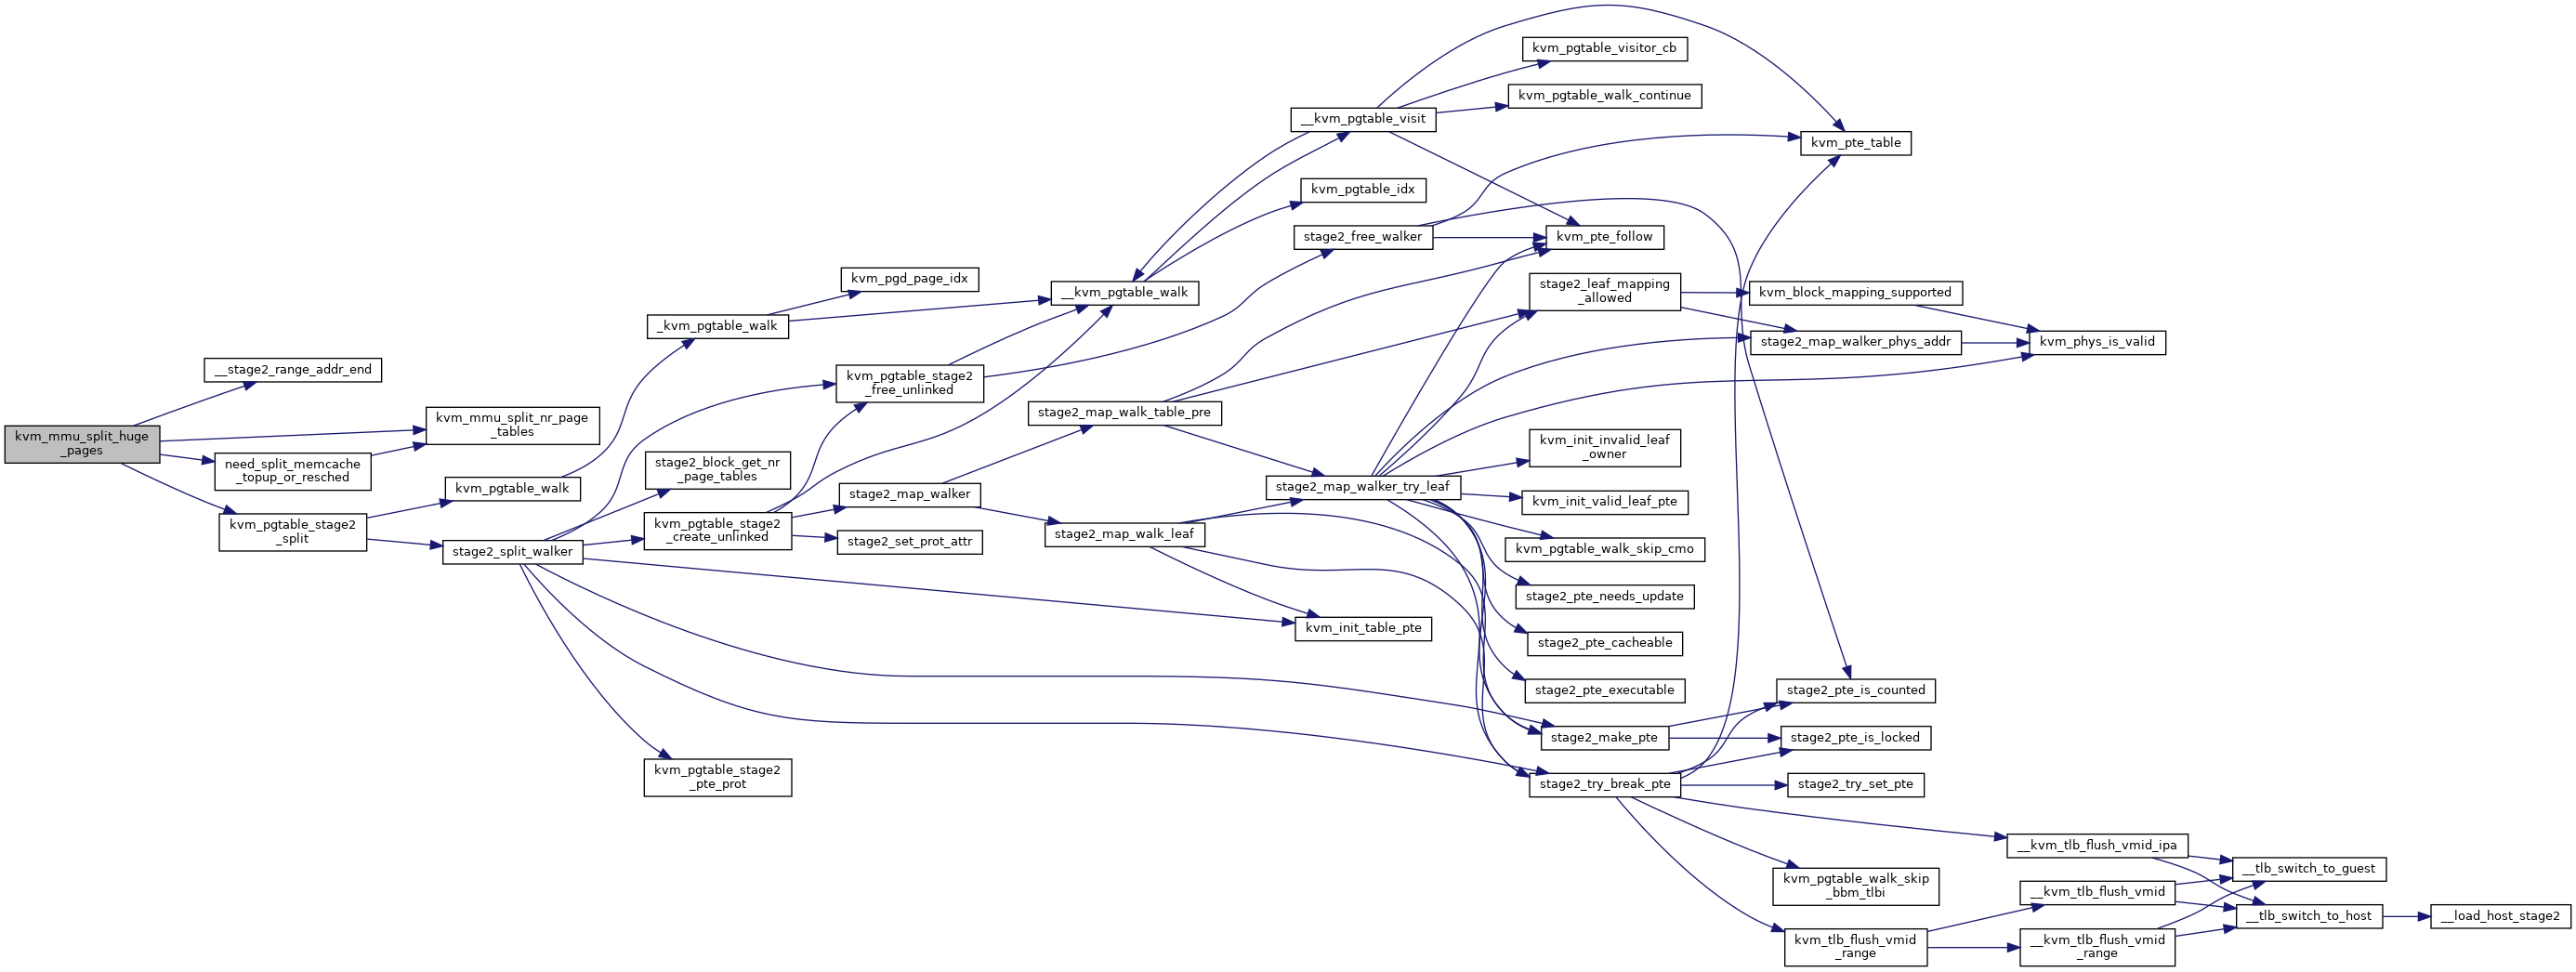 kvm_mmu_split_huge
_pages
__stage2_range_addr_end
kvm_mmu_split_nr_page
_tables
need_split_memcache
_topup_or_resched
kvm_pgtable_stage2
_split
kvm_pgtable_walk
stage2_split_walker
_kvm_pgtable_walk
stage2_block_get_nr
_page_tables
kvm_pgtable_stage2
_create_unlinked
kvm_pgtable_stage2
_pte_prot
kvm_pgd_page_idx
kvm_pgtable_stage2
_free_unlinked
stage2_map_walker
stage2_set_prot_attr
__kvm_pgtable_walk
stage2_map_walk_table_pre
stage2_map_walk_leaf
__kvm_pgtable_visit
kvm_pgtable_idx
stage2_free_walker
stage2_map_walker_try_leaf
kvm_init_table_pte
kvm_pgtable_visitor_cb
kvm_pgtable_walk_continue
kvm_pte_follow
stage2_leaf_mapping
_allowed
kvm_init_invalid_leaf
_owner
kvm_init_valid_leaf_pte
kvm_pgtable_walk_skip_cmo
stage2_pte_needs_update
stage2_pte_cacheable
stage2_pte_executable
stage2_make_pte
stage2_try_break_pte
kvm_pte_table
kvm_block_mapping_supported
stage2_map_walker_phys_addr
stage2_pte_is_counted
stage2_pte_is_locked
stage2_try_set_pte
kvm_pgtable_walk_skip
_bbm_tlbi
kvm_tlb_flush_vmid
_range
kvm_phys_is_valid
__kvm_tlb_flush_vmid_ipa
__kvm_tlb_flush_vmid
__kvm_tlb_flush_vmid
_range
__tlb_switch_to_guest
__tlb_switch_to_host
__load_host_stage2